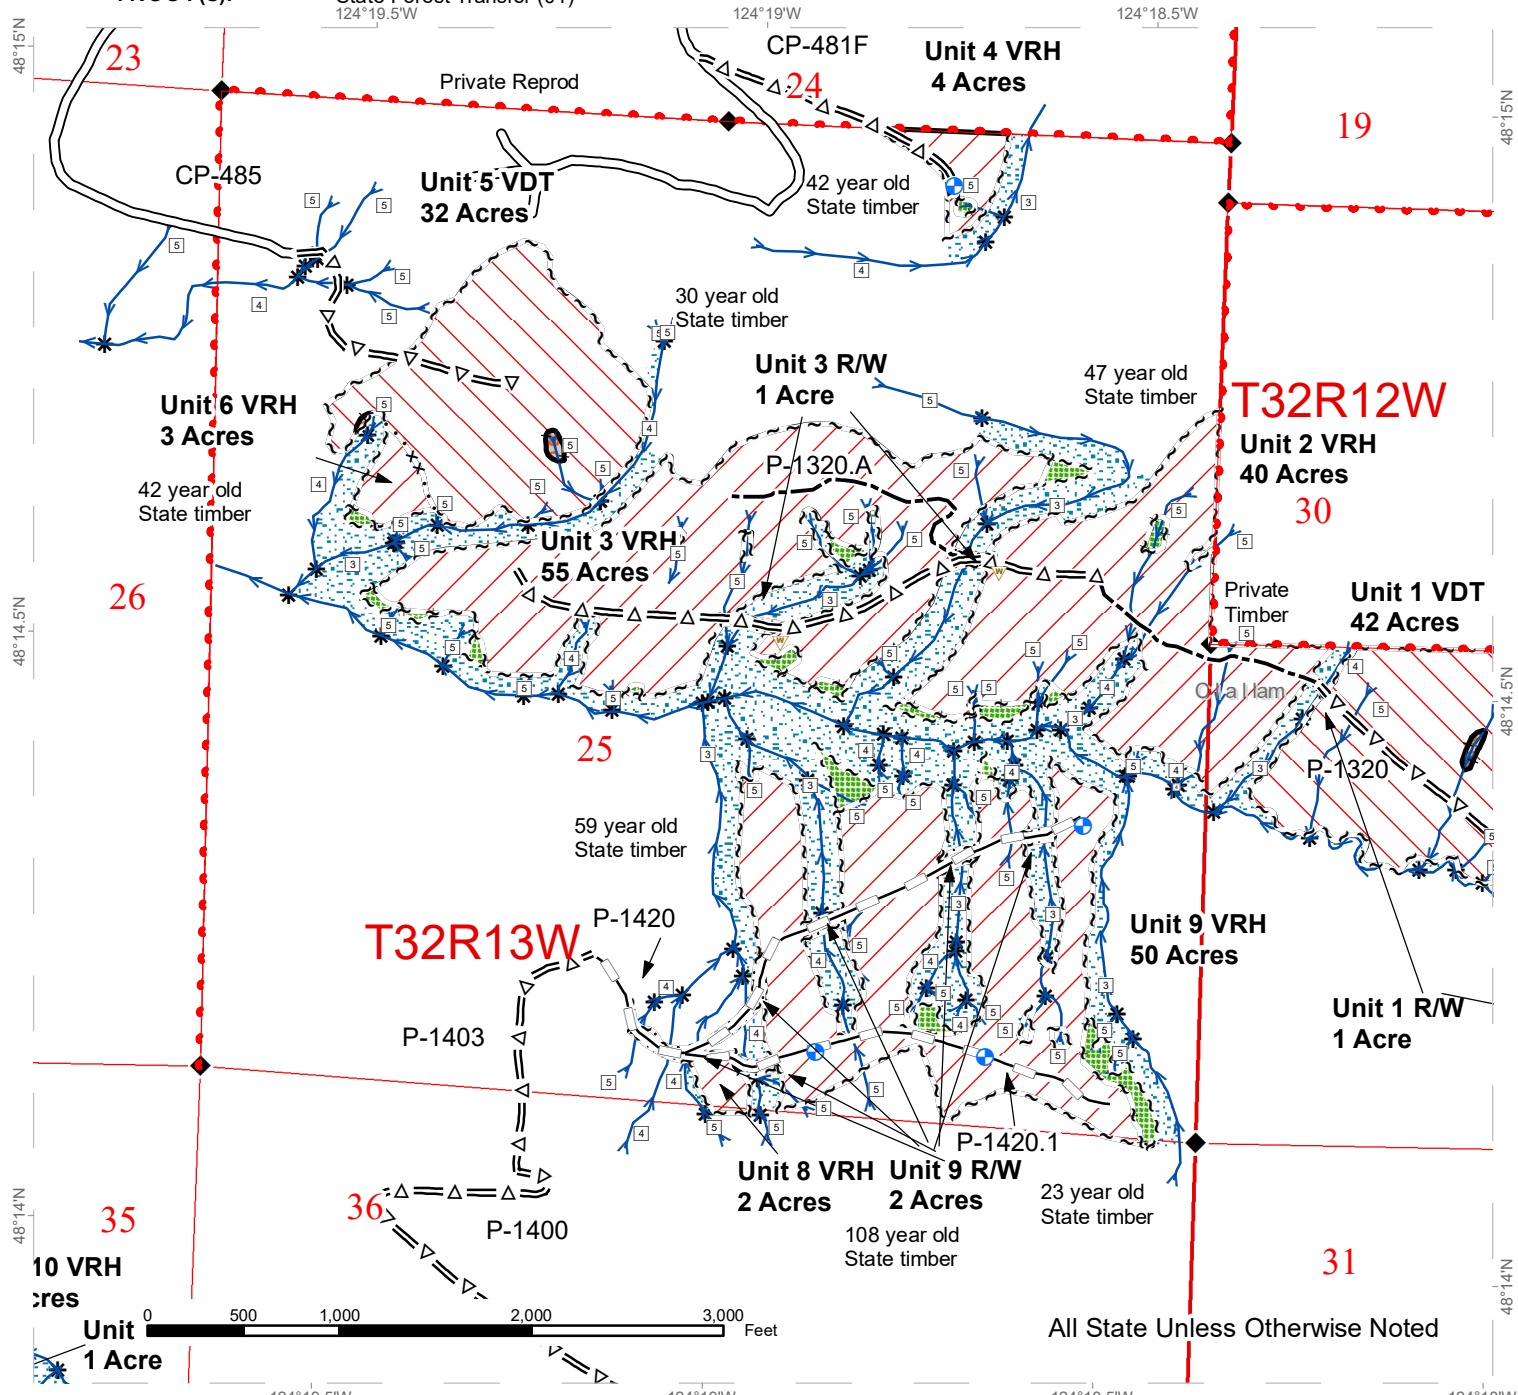 124°19.5'W
124°19'W
124°18.5'W
48°15'N
48°15'N
23
CP-481F
24
Unit 4 VRH
4 Acres
19
Private Reprod
CP-485
Unit 5 VDT
32 Acres
42 year old
State timber
30 year old
State timber
Unit 3 R/W
1 Acre
47 year old
State timber
T32R12W
Unit 6 VRH
3 Acres
Unit 2 VRH
40 Acres
P-1320.A
42 year old
State timber
30
Unit 3 VRH
55 Acres
26
Private
Timber
Unit 1 VDT
42 Acres
48°14.5'N
48°14.5'N
Clallam
25
P-1320
59 year old
State timber
T32R13W
P-1420
Unit 9 VRH
50 Acres
P-1403
Unit 1 R/W
1 Acre
P-1420.1
Unit 8 VRH
2 Acres
Unit 9 R/W
2 Acres
23 year old
State timber
35
36
P-1400
108 year old
State timber
31
48°14'N
48°14'N
10 VRH
cres
Unit
1 Acre
0 500 1,000 2,000 3,000
Feet
All State Unless Otherwise Noted